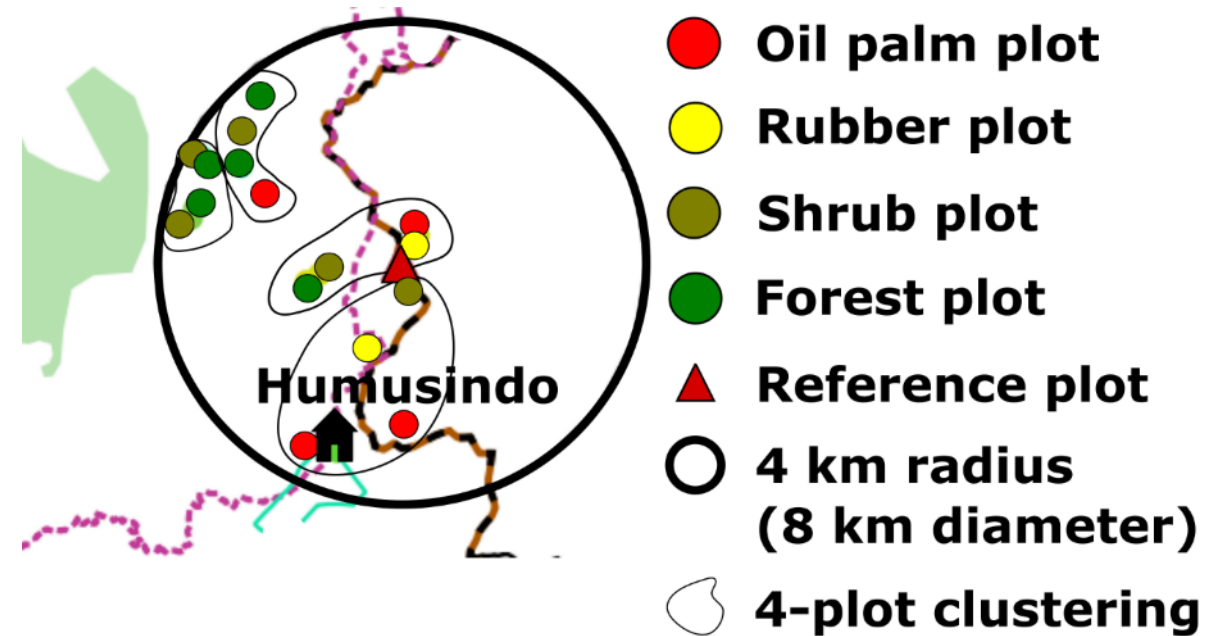 Humusindo
Oil palm plot
Rubber plot
Shrub plot
Forest plot
Reference plot
4 km radius
(8 km diameter)
4-plot clustering